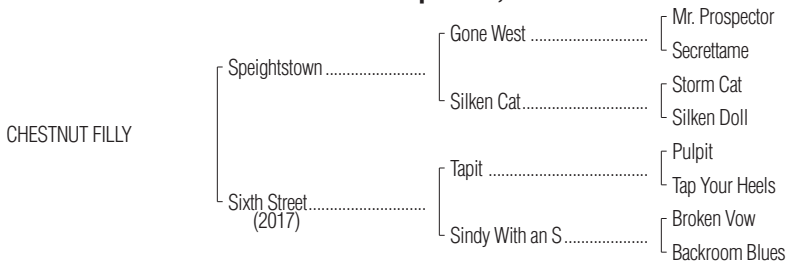 Mr. Prospector
Gone West ........................
Secrettame
Speightstown ....................
Storm Cat
Silken Cat.........................
Silken Doll
CHESTNUT FILLY
Pulpit
Tapit ................................
Tap Your Heels
Sixth Street.......................
(2017)
Broken Vow
Sindy With an S.................
Backroom Blues